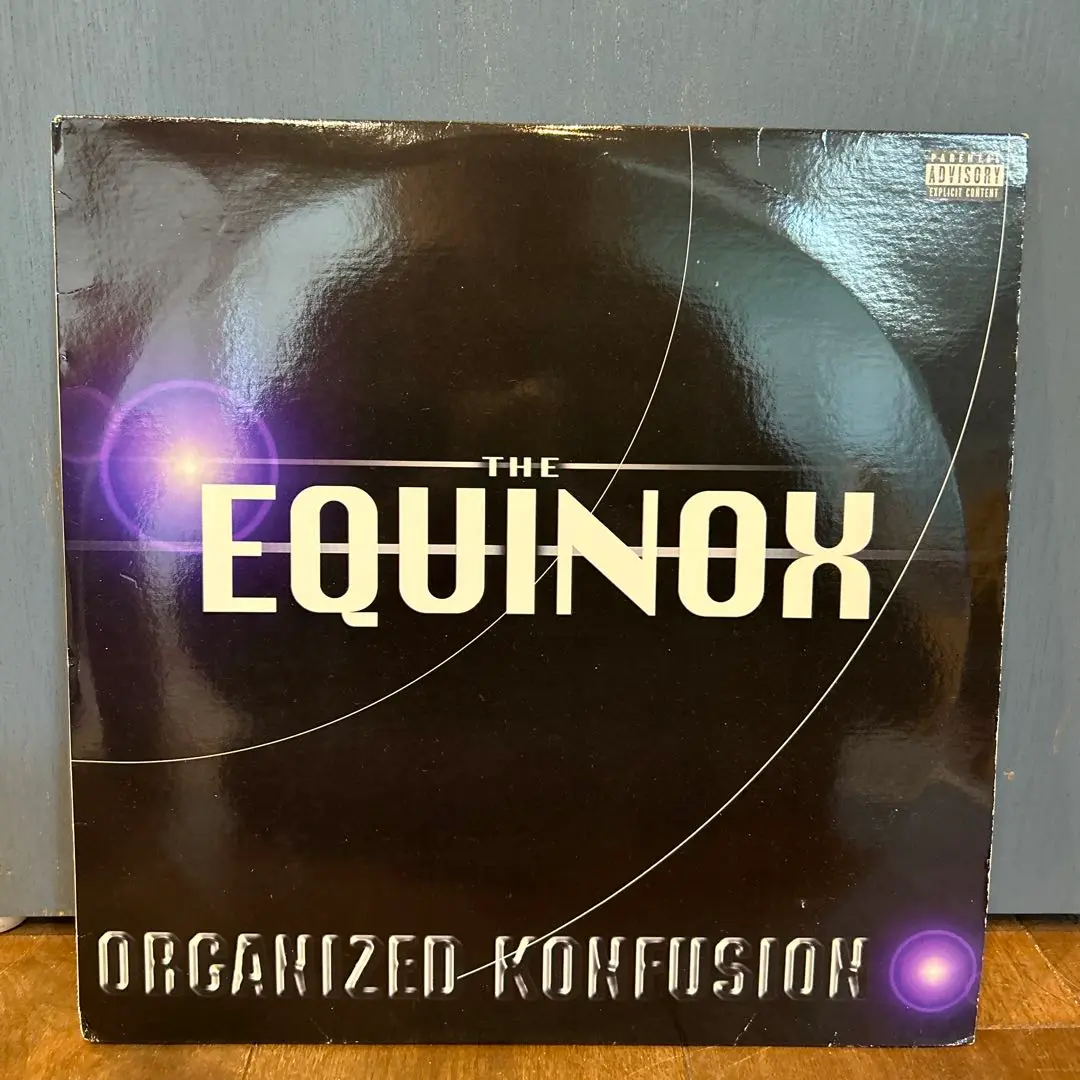 PARENTAL
ADVISORY
EXPLICIT CONTENT
THE
EQUINOX
ORGANIZED KONFUSION